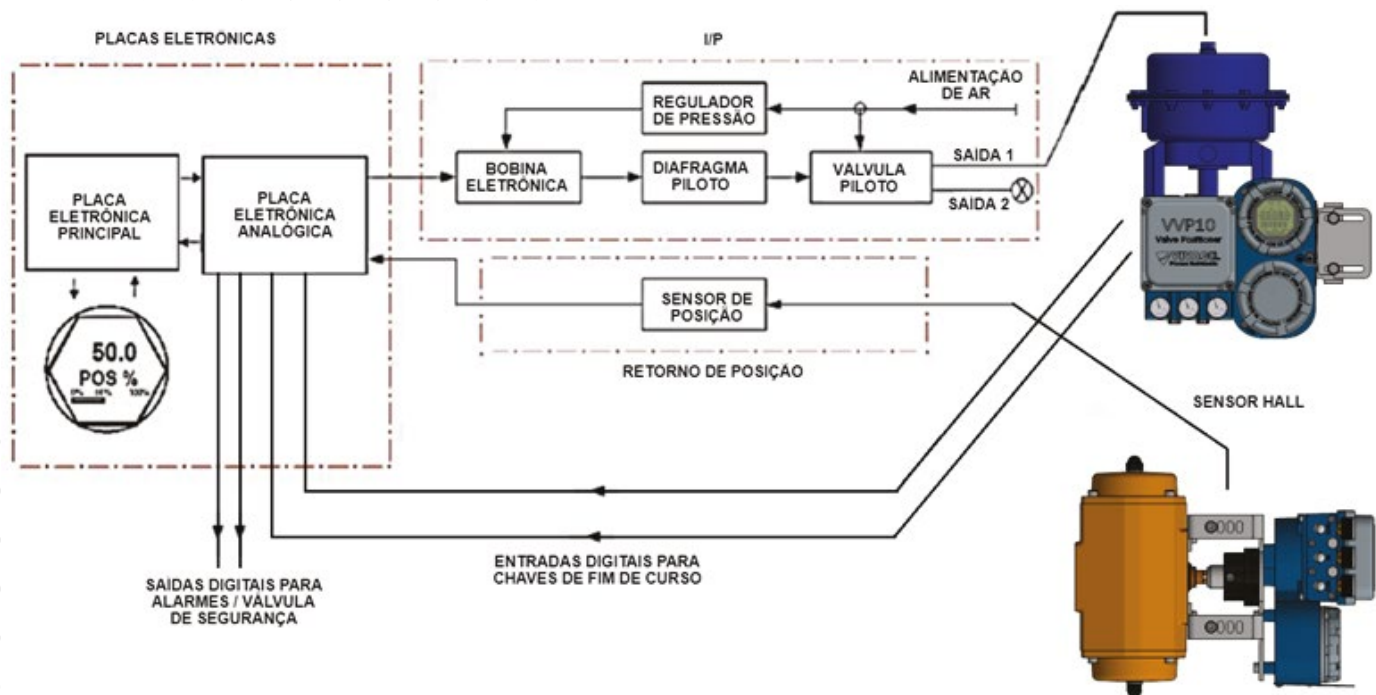 PLACAS ELETRÔNICAS
I/P
ALIMENTAÇÃO
DE AR
REGULADOR
DE PRESSÃO
BOBINA
ELETRÔNICA
DIAFRAGMA
PILOTO
VALVULA
PILOTO
SAÍDA 1
SAÍDA 2
PLACA
ELETRÔNICA
PRINCIPAL
PLACA
ELETRÔNICA
ANALÓGICA
SENSOR DE
POSIÇÃO
RETORNO DE POSIÇÃO
50.0
POS %
0%
100%
VVP10
Valve Positioner
SENSOR HALL
ENTRADAS DIGITAIS PARA
CHAVES DE FIM DE CURSO
SAÍDAS DIGITAIS PARA
ALARMES / VÁLVULA
DE SEGURANÇA